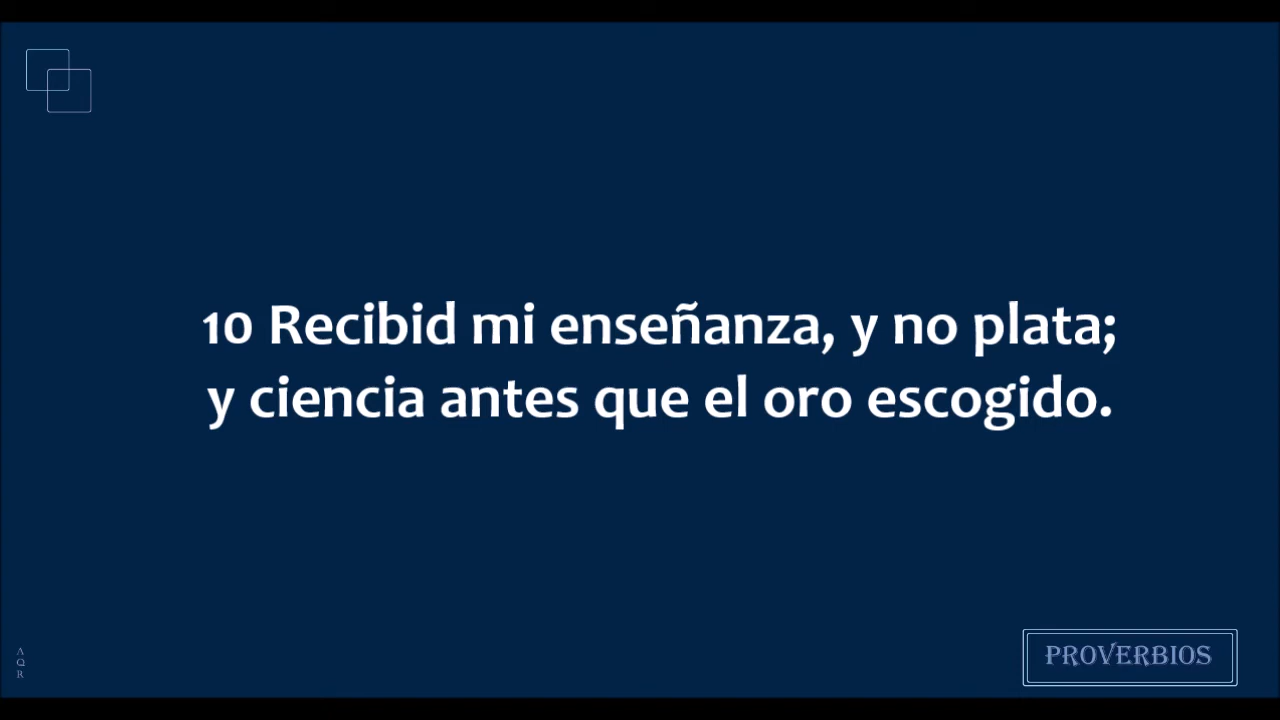 10 Recibid mi enseñanza, y no plata;
y ciencia antes que el oro escogido.
PROVERBIOS
A
Q
R